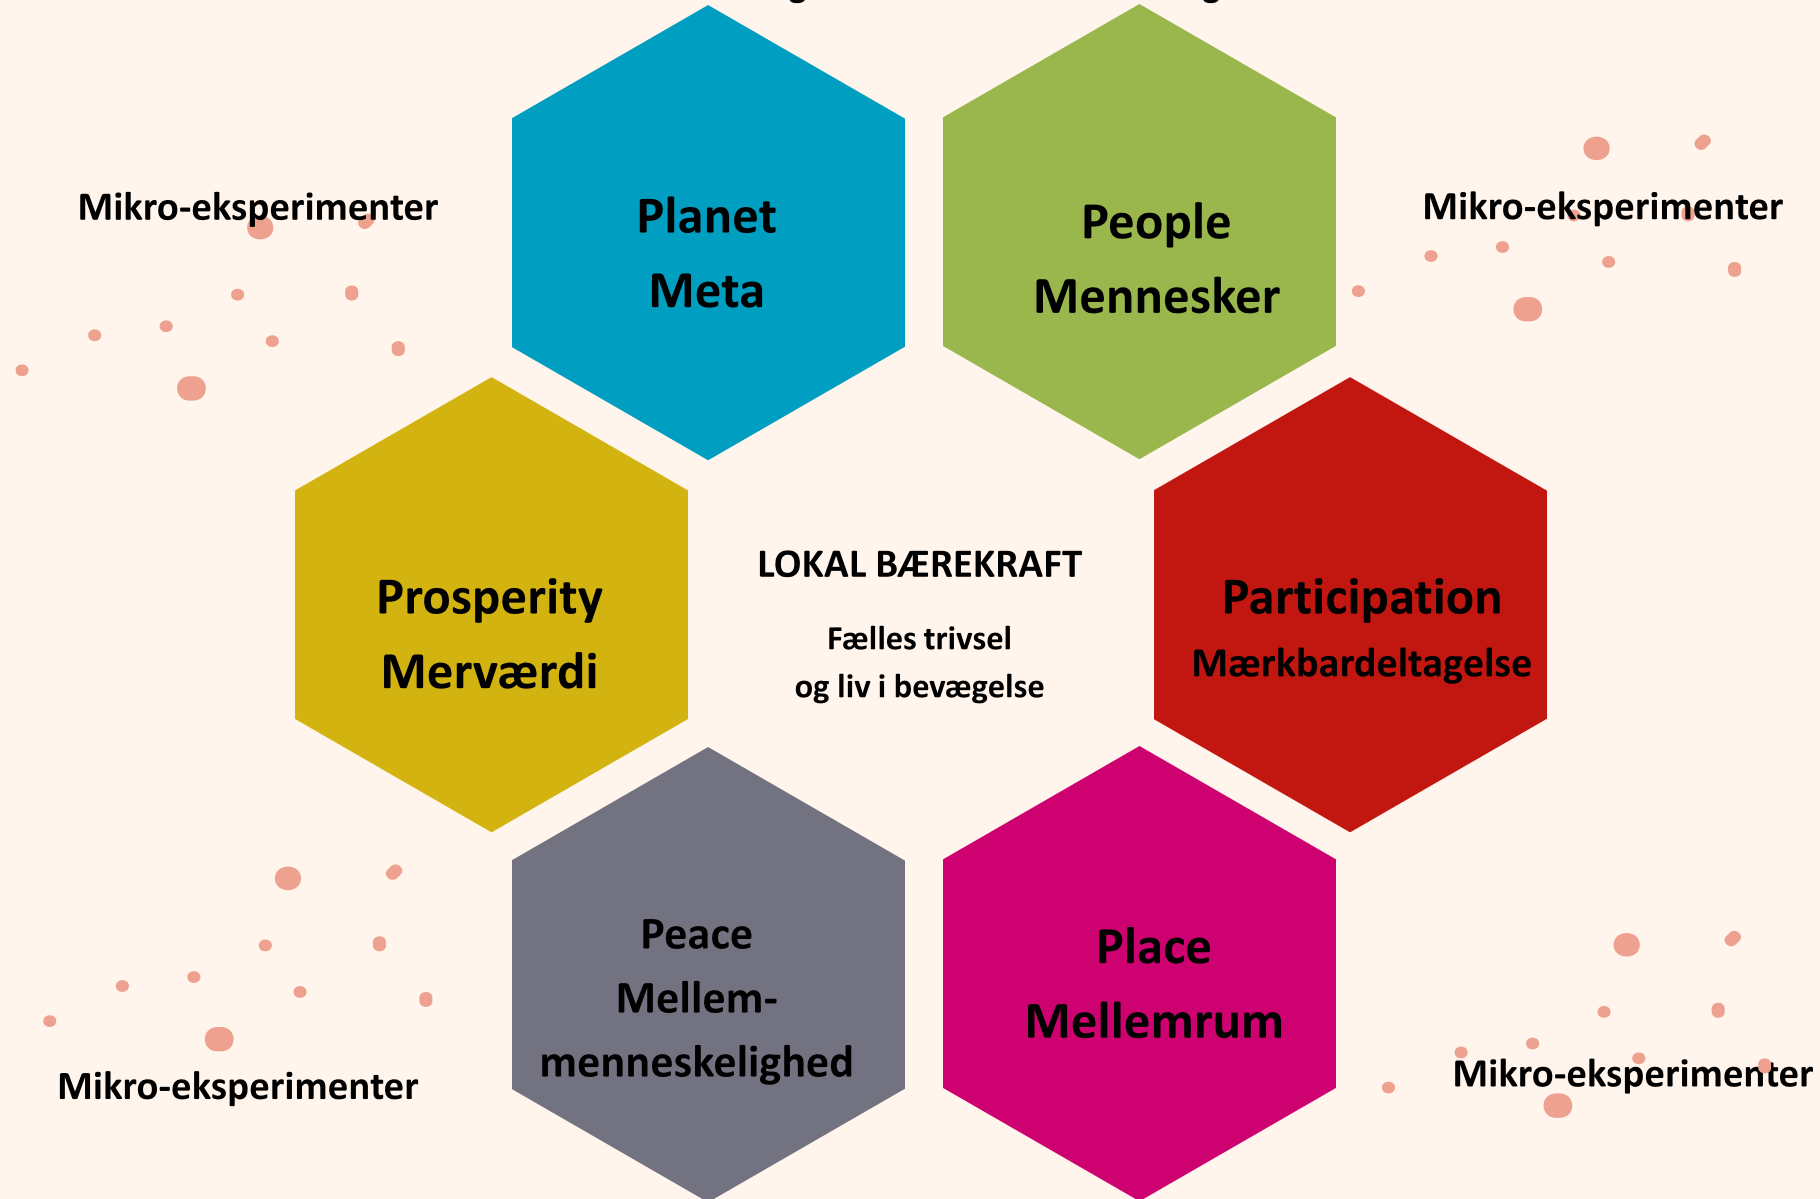 Mikro-eksperimenter
Planet
Meta
People
Mennesker
Mikro-eksperimenter
Prosperity
Merværdi
LOKAL BÆREKRAFT
Fælles trivsel
og liv i bevægelse
Participation
Mærkbardeltagelse
Peace
Mellem-
menneskelighed
Place
Mellemrum
Mikro-eksperimenter
Mikro-eksperimenter